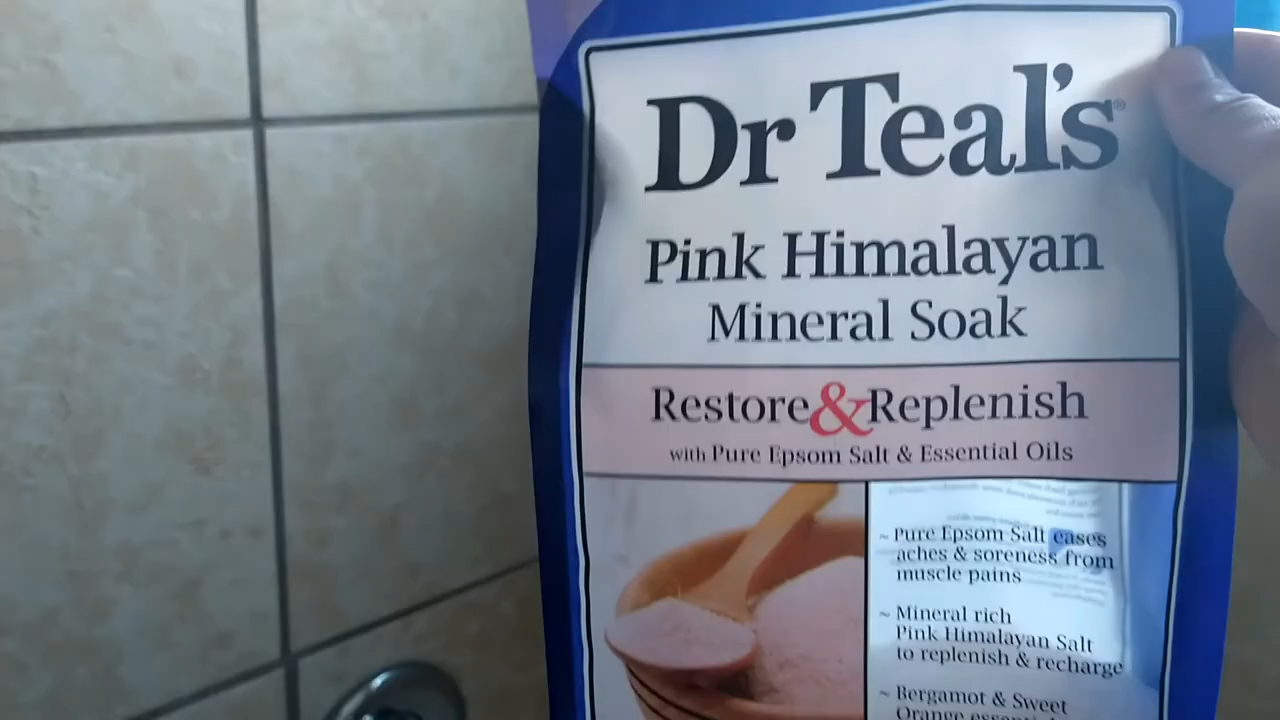 Dr Teal's®
Pink Himalayan
Mineral Soak
Restore & Replenish
with Pure Epsom Salt & Essential Oils
~ Pure Epsom Salt eases
aches & soreness from
muscle pains
~ Mineral rich
Pink Himalayan Salt
to replenish & recharge
~ Bergamot & Sweet
Orange